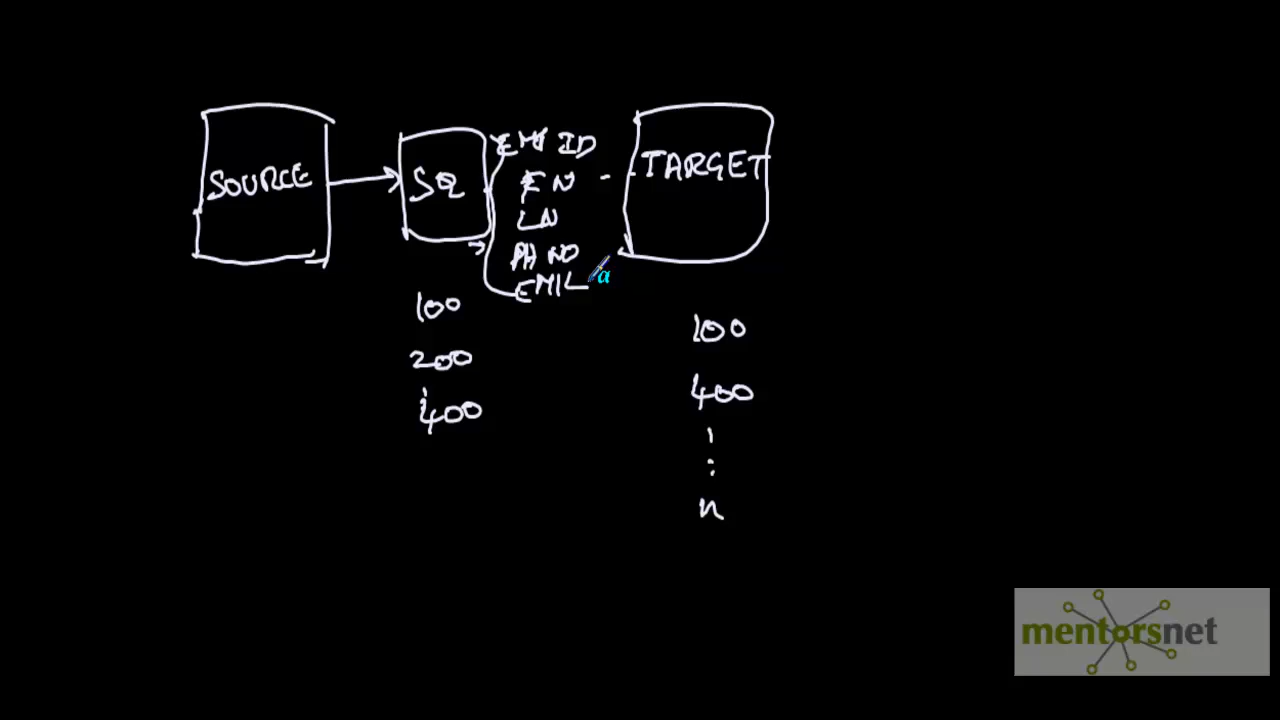 SOURCE
SQ
EMP ID
FN
LN
PH NO
EMIL
a
TARGET
100
200
400
100
400
n
mentorsnet